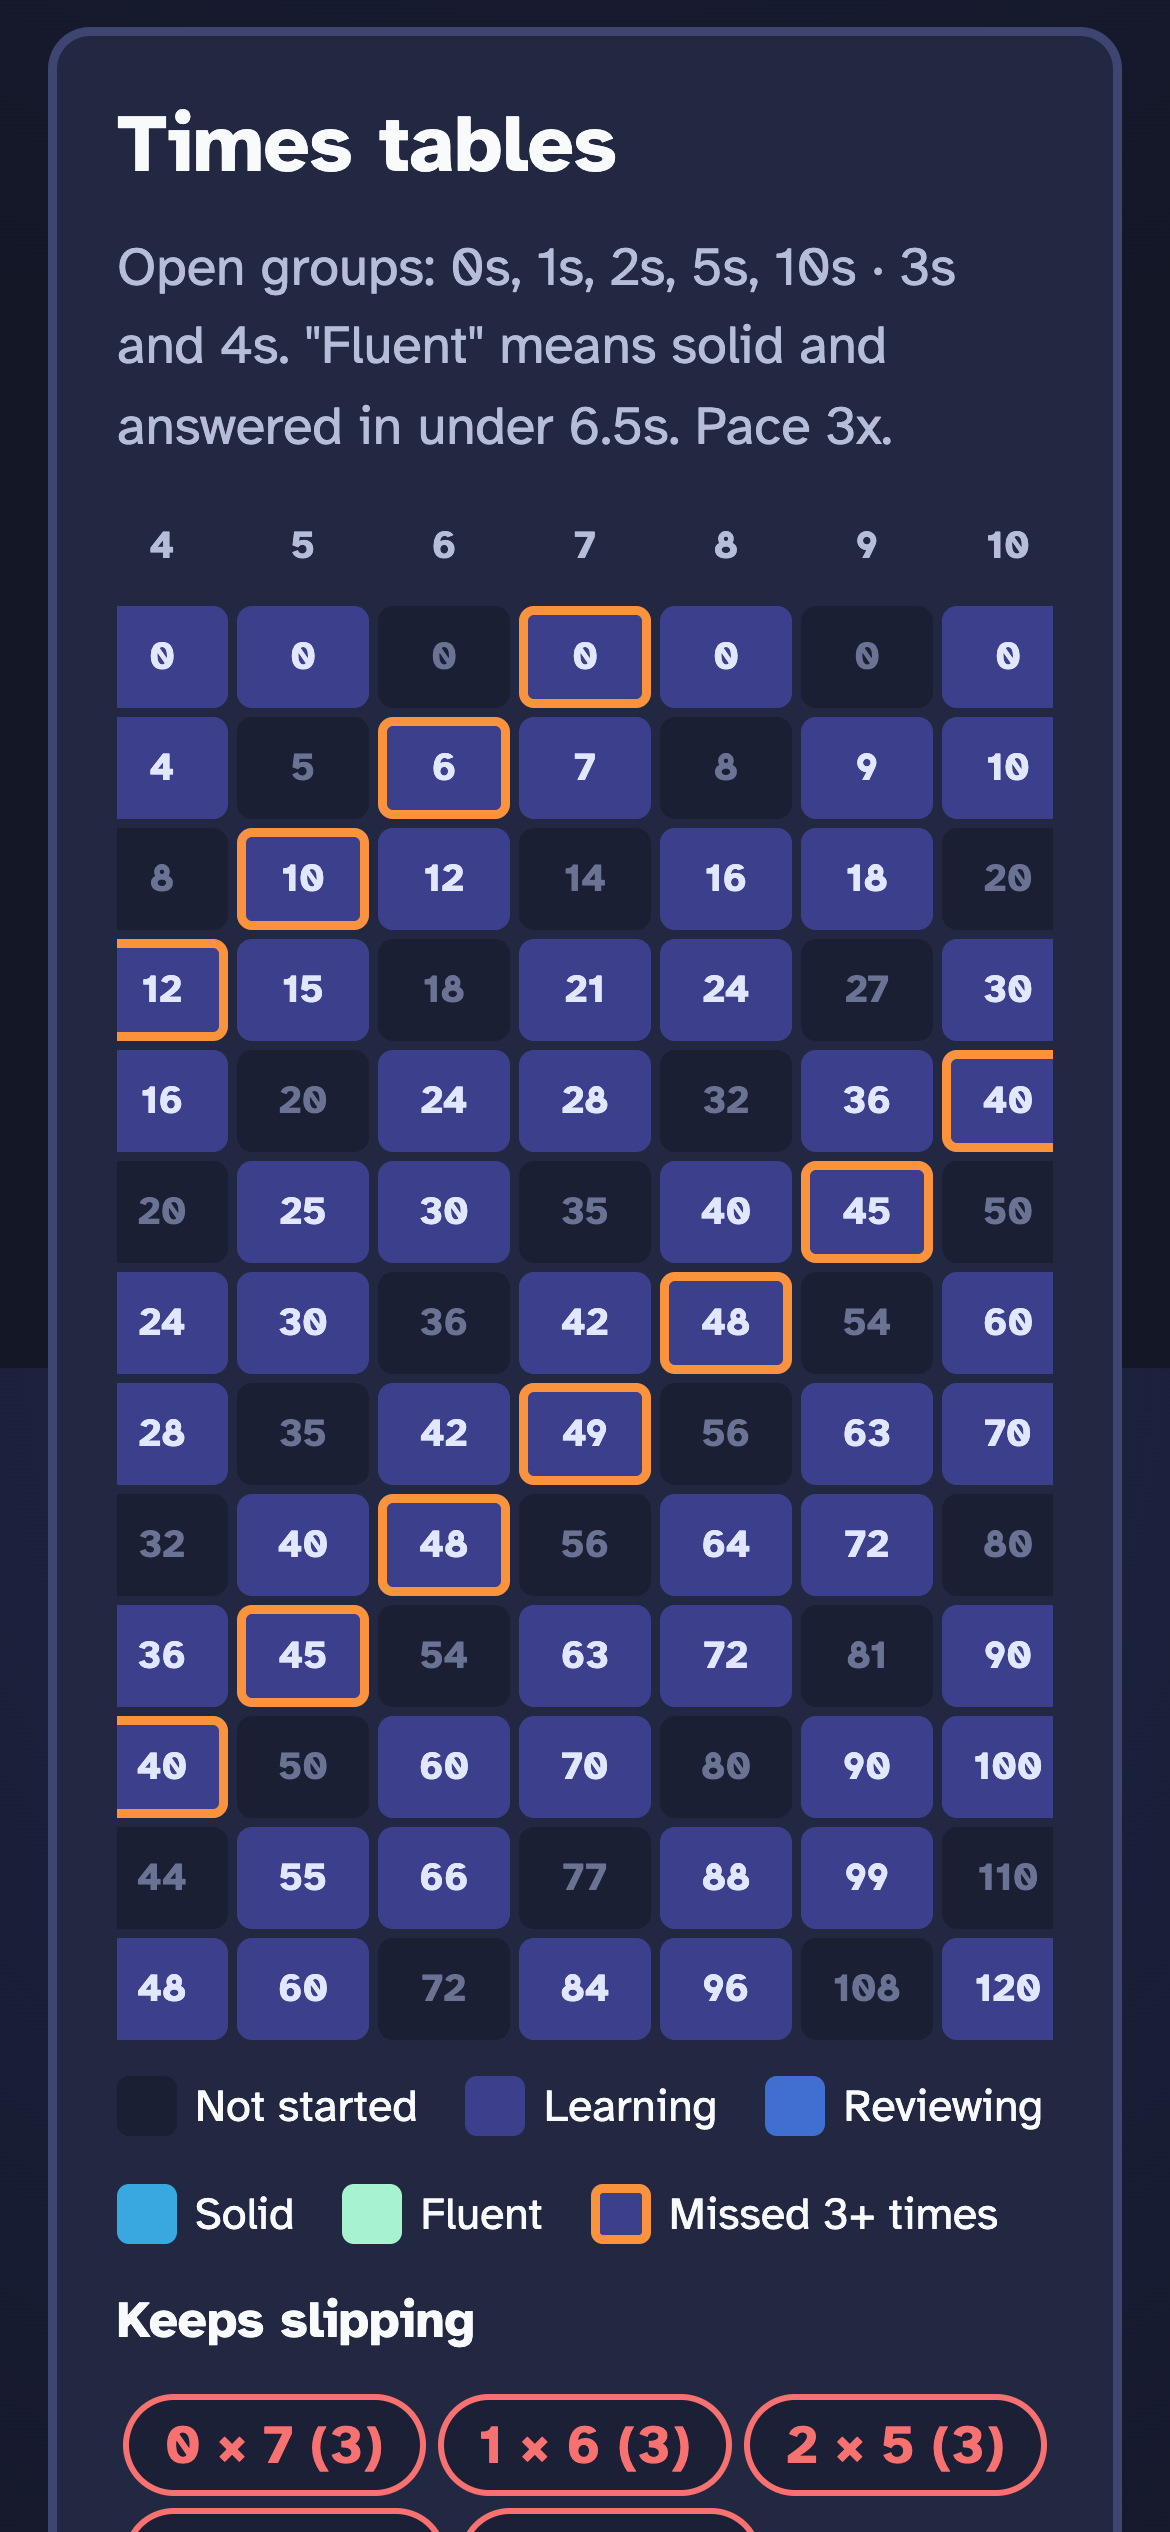 Times tables
Open groups: 0s, 1s, 2s, 5s, 10s · 3s
and 4s. "Fluent" means solid and
answered in under 6.5s. Pace 3x.
4 5 6 7 8 9 10
0 0 0 0 0 0 0
4 5 6 7 8 9 10
8 10 12 14 16 18 20
12 15 18 21 24 27 30
16 20 24 28 32 36 40
20 25 30 35 40 45 50
24 30 36 42 48 54 60
28 35 42 49 56 63 70
32 40 48 56 64 72 80
36 45 54 63 72 81 90
40 50 60 70 80 90 100
44 55 66 77 88 99 110
48 60 72 84 96 108 120
Not started Learning Reviewing
Solid Fluent Missed 3+ times
Keeps slipping
0 × 7 (3) 1 × 6 (3) 2 × 5 (3)